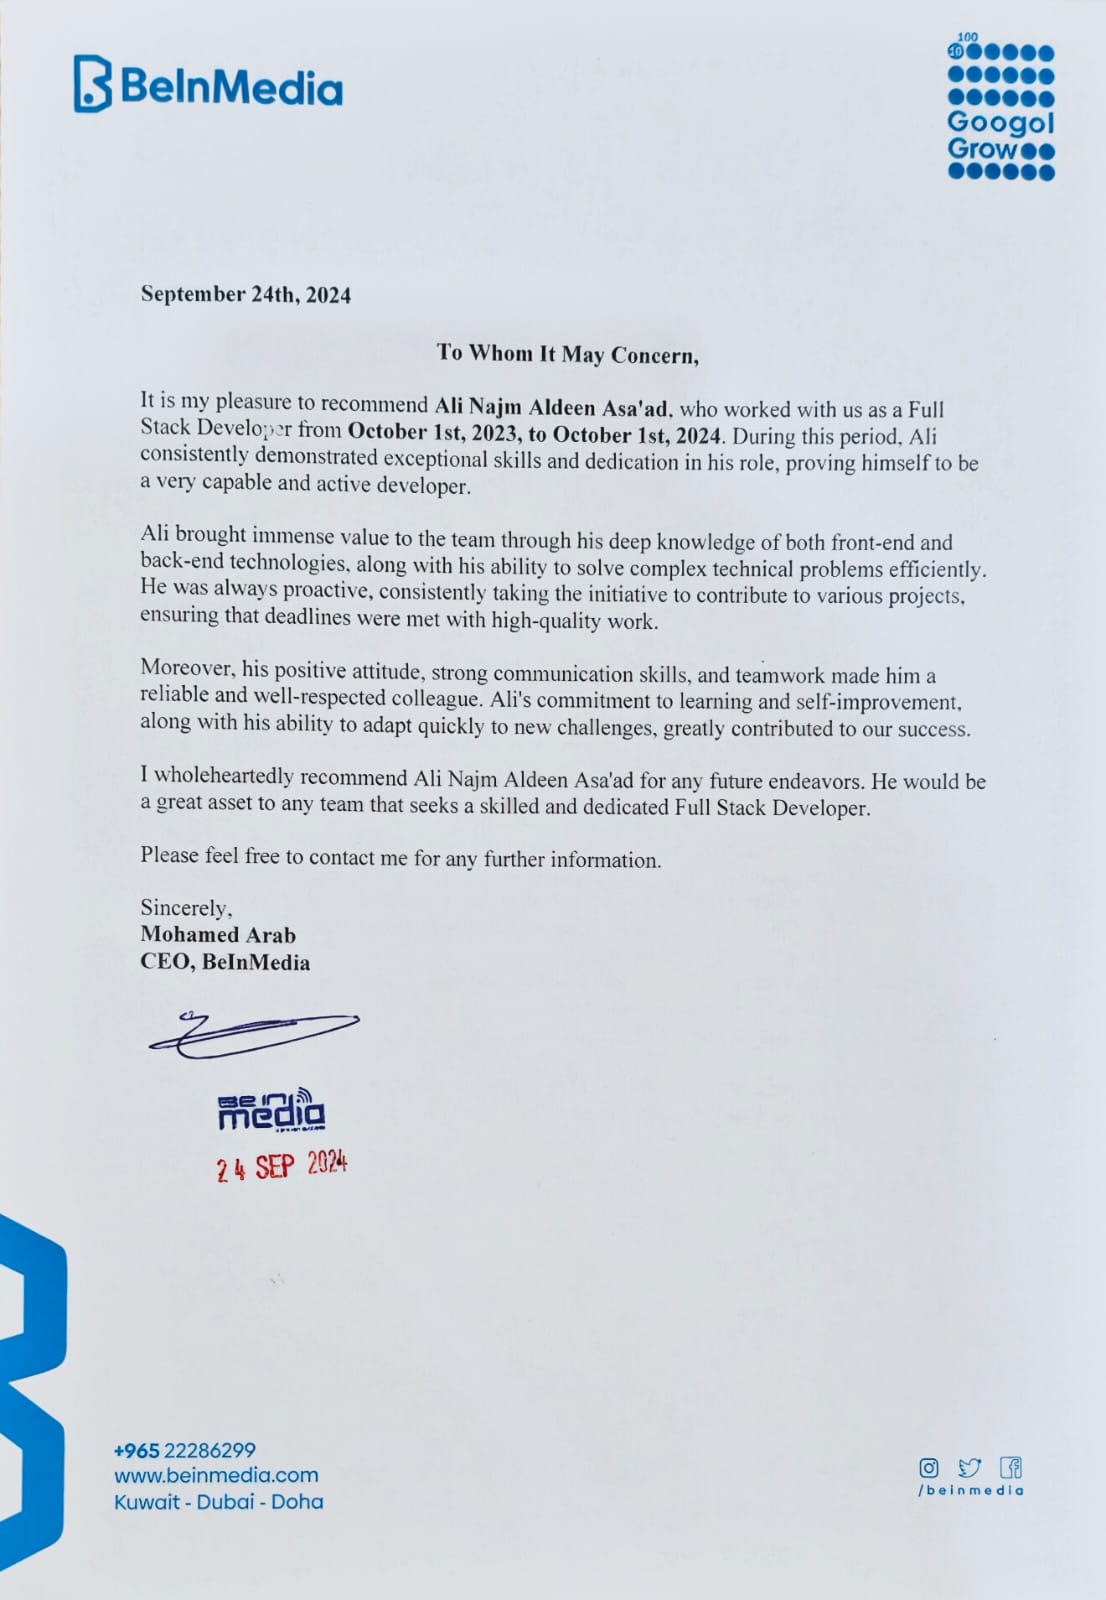 BeInMedia
100
10
Googol
Grow
September 24th, 2024
To Whom It May Concern,
It is my pleasure to recommend Ali Najm Aldeen Asa'ad, who worked with us as a Full
Stack Developer from October 1st, 2023, to October 1st, 2024. During this period, Ali
consistently demonstrated exceptional skills and dedication in his role, proving himself to be
a very capable and active developer.
Ali brought immense value to the team through his deep knowledge of both front-end and
back-end technologies, along with his ability to solve complex technical problems efficiently.
He was always proactive, consistently taking the initiative to contribute to various projects,
ensuring that deadlines were met with high-quality work.
Moreover, his positive attitude, strong communication skills, and teamwork made him a
reliable and well-respected colleague. Ali's commitment to learning and self-improvement,
along with his ability to adapt quickly to new challenges, greatly contributed to our success.
I wholeheartedly recommend Ali Najm Aldeen Asa'ad for any future endeavors. He would be
a great asset to any team that seeks a skilled and dedicated Full Stack Developer.
Please feel free to contact me for any further information.
Sincerely,
Mohamed Arab
CEO, BeInMedia
Be in
media
24 SEP 2024
+965 22286299
www.beinmedia.com
Kuwait - Dubai - Doha
/beinmedia